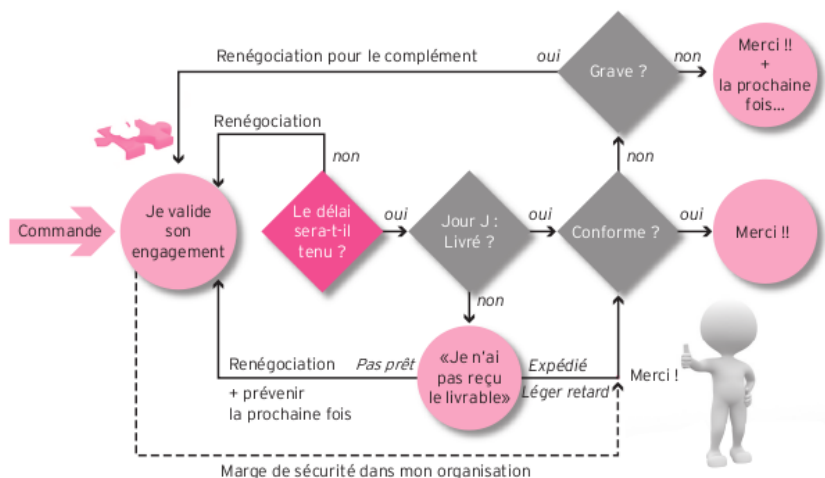 Renégociation pour le complément
oui
Grave ?
non
Merci !!
+
la prochaine
fois...
Renégociation
non
non
Commande
Je valide
son
engagement
Le délai
sera-t-il
tenu ?
oui
Jour J :
Livré ?
oui
Conforme ?
oui
Merci !!
non
Renégociation
Pas prêt
«Je n'ai
pas reçu
le livrable»
Expédié
Léger retard
Merci !
+ prévenir
la prochaine fois
Marge de sécurité dans mon organisation